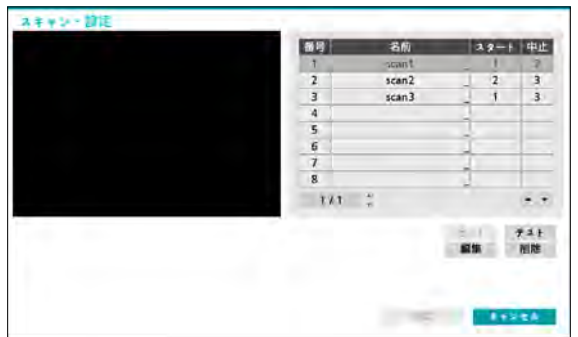 スキャン・設定
番号 名前 スタート 中止
1 scan1 1 2
2 scan2 2 3
3 scan3 1 3
4
5
6
7
8
1 / 1 - +
テスト
編集 削除
キャンセル